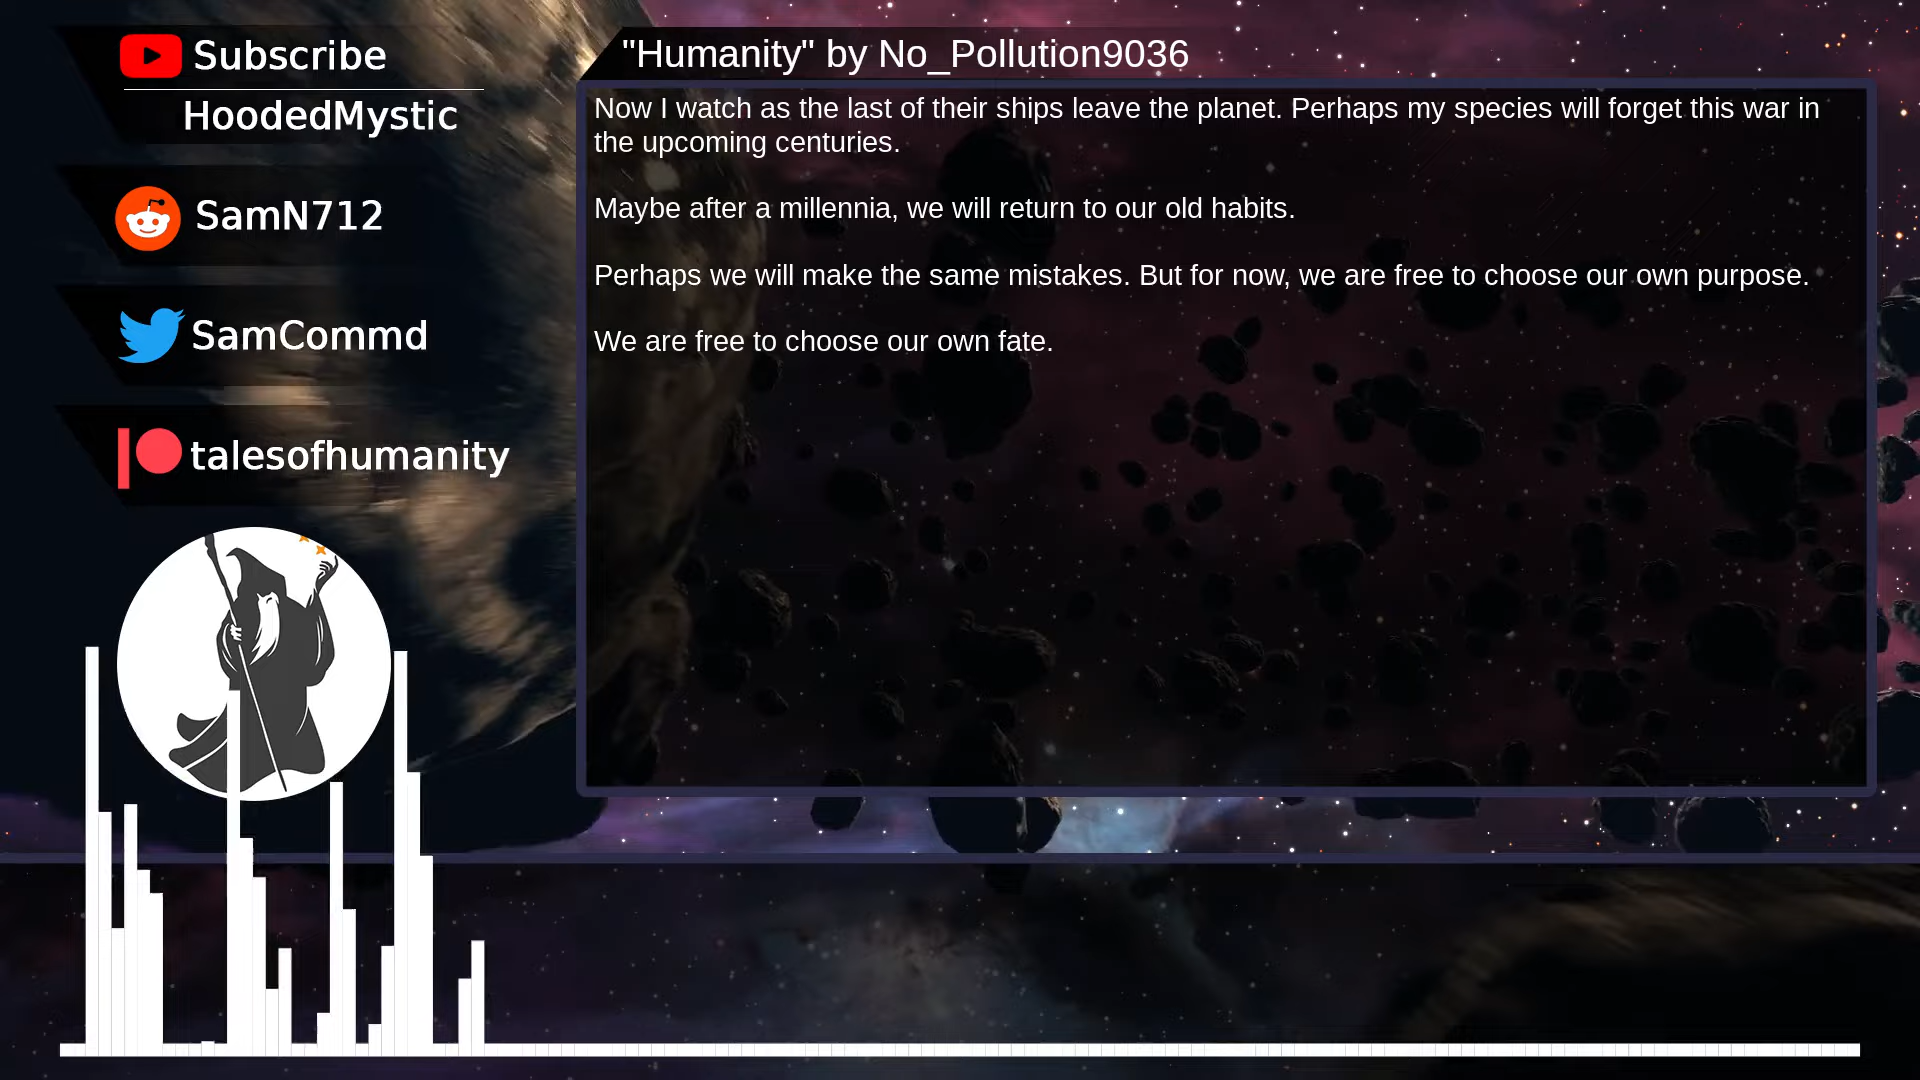 Subscribe
HoodedMystic
SamN712
SamCommd
talesofhumanity
"Humanity" by No_Pollution9036
Now I watch as the last of their ships leave the planet. Perhaps my species will forget this war in
the upcoming centuries.
Maybe after a millennia, we will return to our old habits.
Perhaps we will make the same mistakes. But for now, we are free to choose our own purpose.
We are free to choose our own fate.